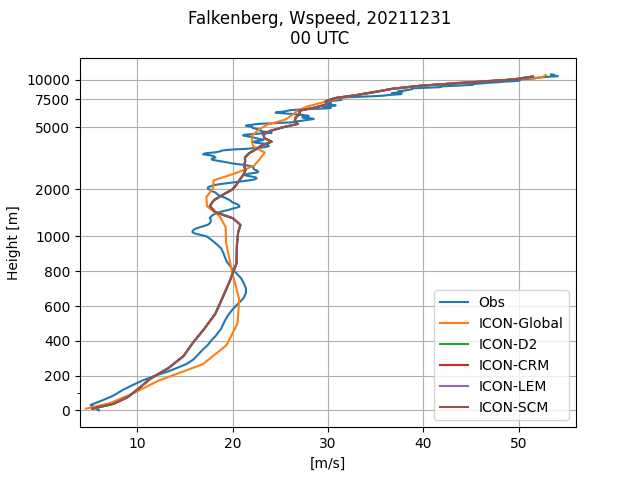 Falkenberg, Wspeed, 20211231
00 UTC
10000
7500
5000
2000
1000
800
600
400
200
0
Height [m]
10 20 30 40 50
[m/s]
Obs
ICON-Global
ICON-D2
ICON-CRM
ICON-LEM
ICON-SCM